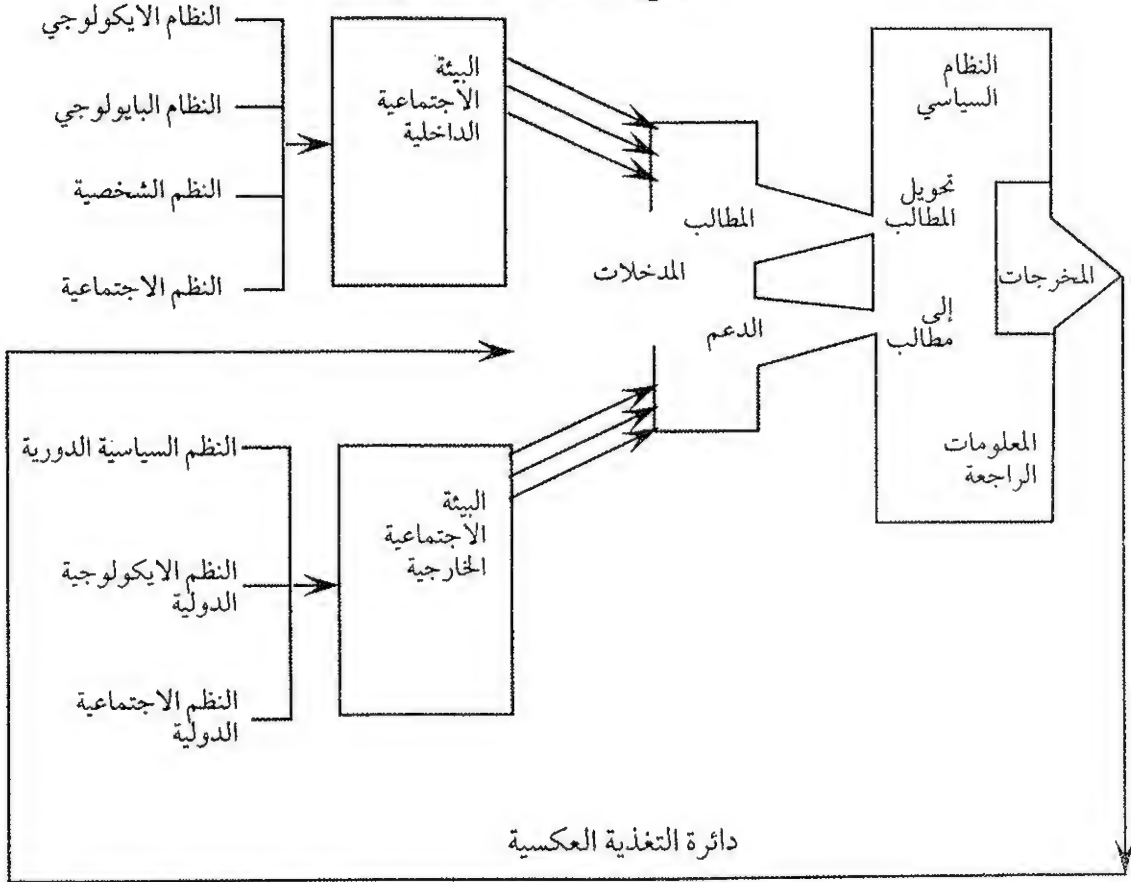 النظام الايكولوجي
النظام البايولوجي
النظم الشخصية
النظم الاجتماعية
البيئة
الاجتماعية
الداخلية
المطالب
المدخلات
الدعم
النظام
السياسي
تحويل
المطالب
إلى
مطالب
المخرجات
المعلومات
الراجعة
النظم السياسية الدورية
النظم الايكولوجية
الدولية
النظم الاجتماعية
الدولية
البيئة
الاجتماعية
الخارجية
دائرة التغذية العكسية